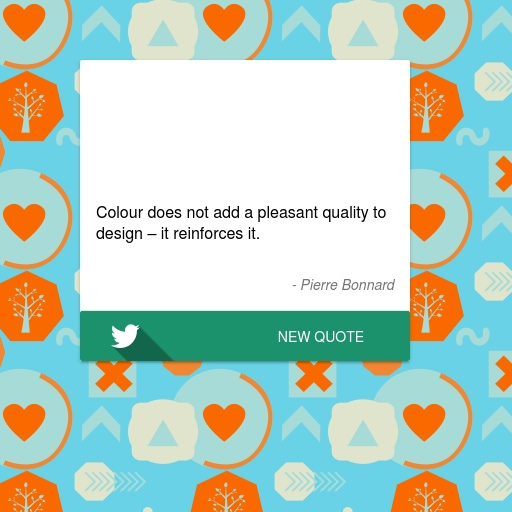 Colour does not add a pleasant quality to
design – it reinforces it.
- Pierre Bonnard
NEW QUOTE